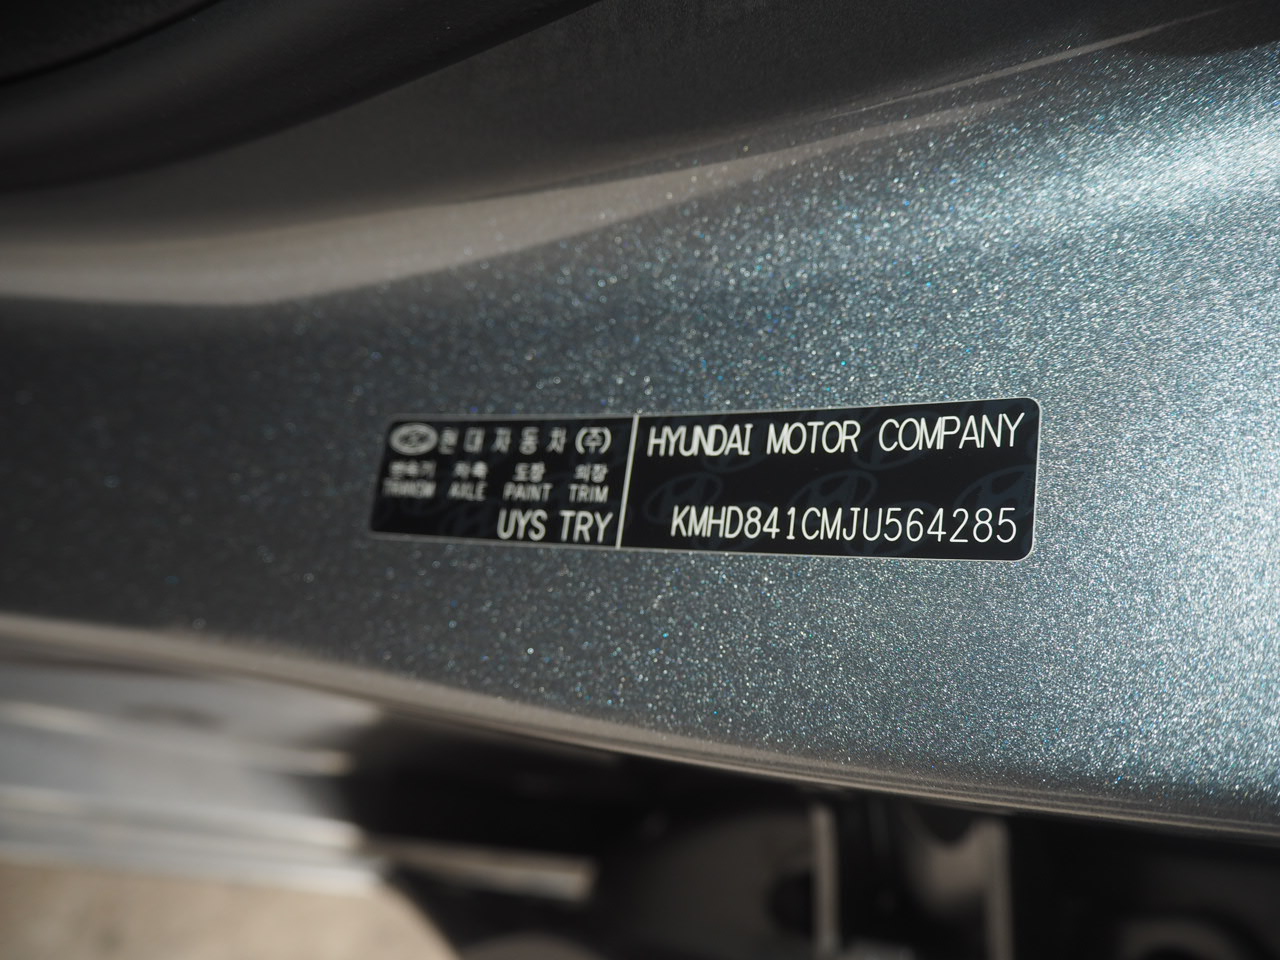 현대자동차(주)
변속기 차축 도장 의장
TRANSM AXLE PAINT TRIM
UYS TRY
HYUNDAI MOTOR COMPANY
KMHD841CMJU564285